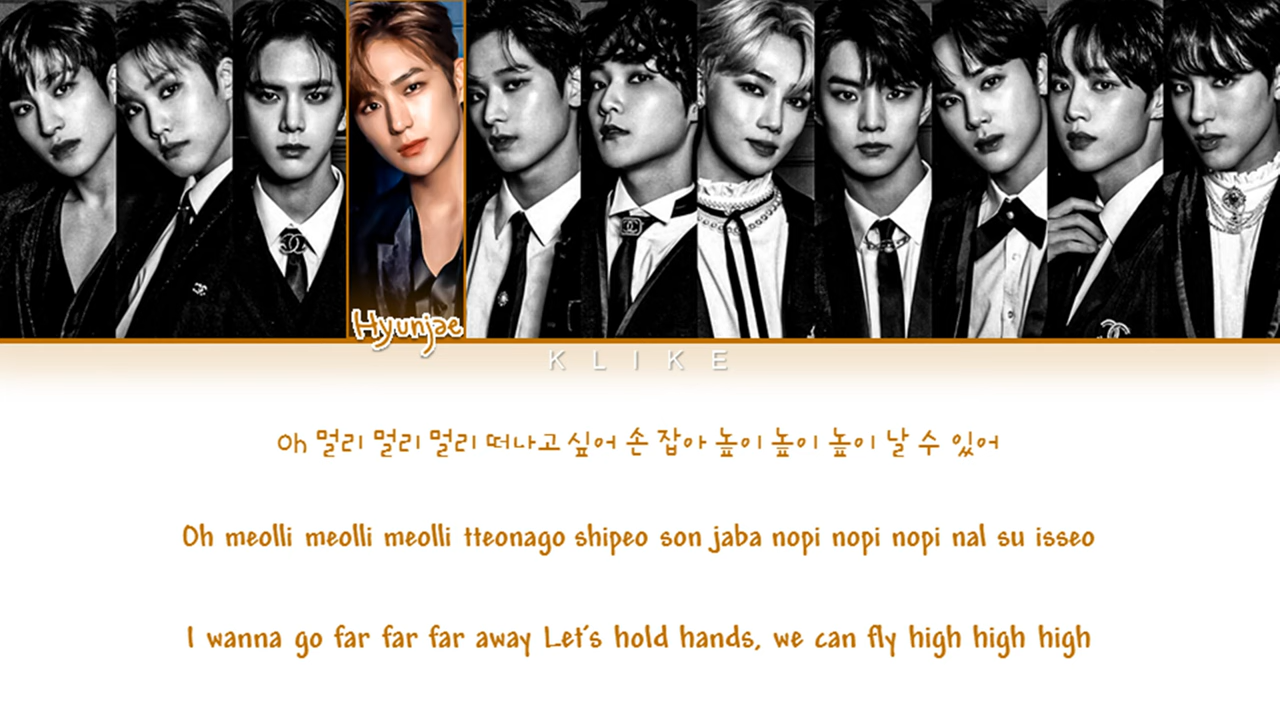 Hyunjae
KLIKE
Oh 멀리 멀리 멀리 떠나고 싶어 손 잡아 높이 높이 높이 날 수 있어
Oh meolli meolli meolli tteonago shipeo son jaba nopi nopi nopi nal su isseo
I wanna go far far far away Let's hold hands, we can fly high high high